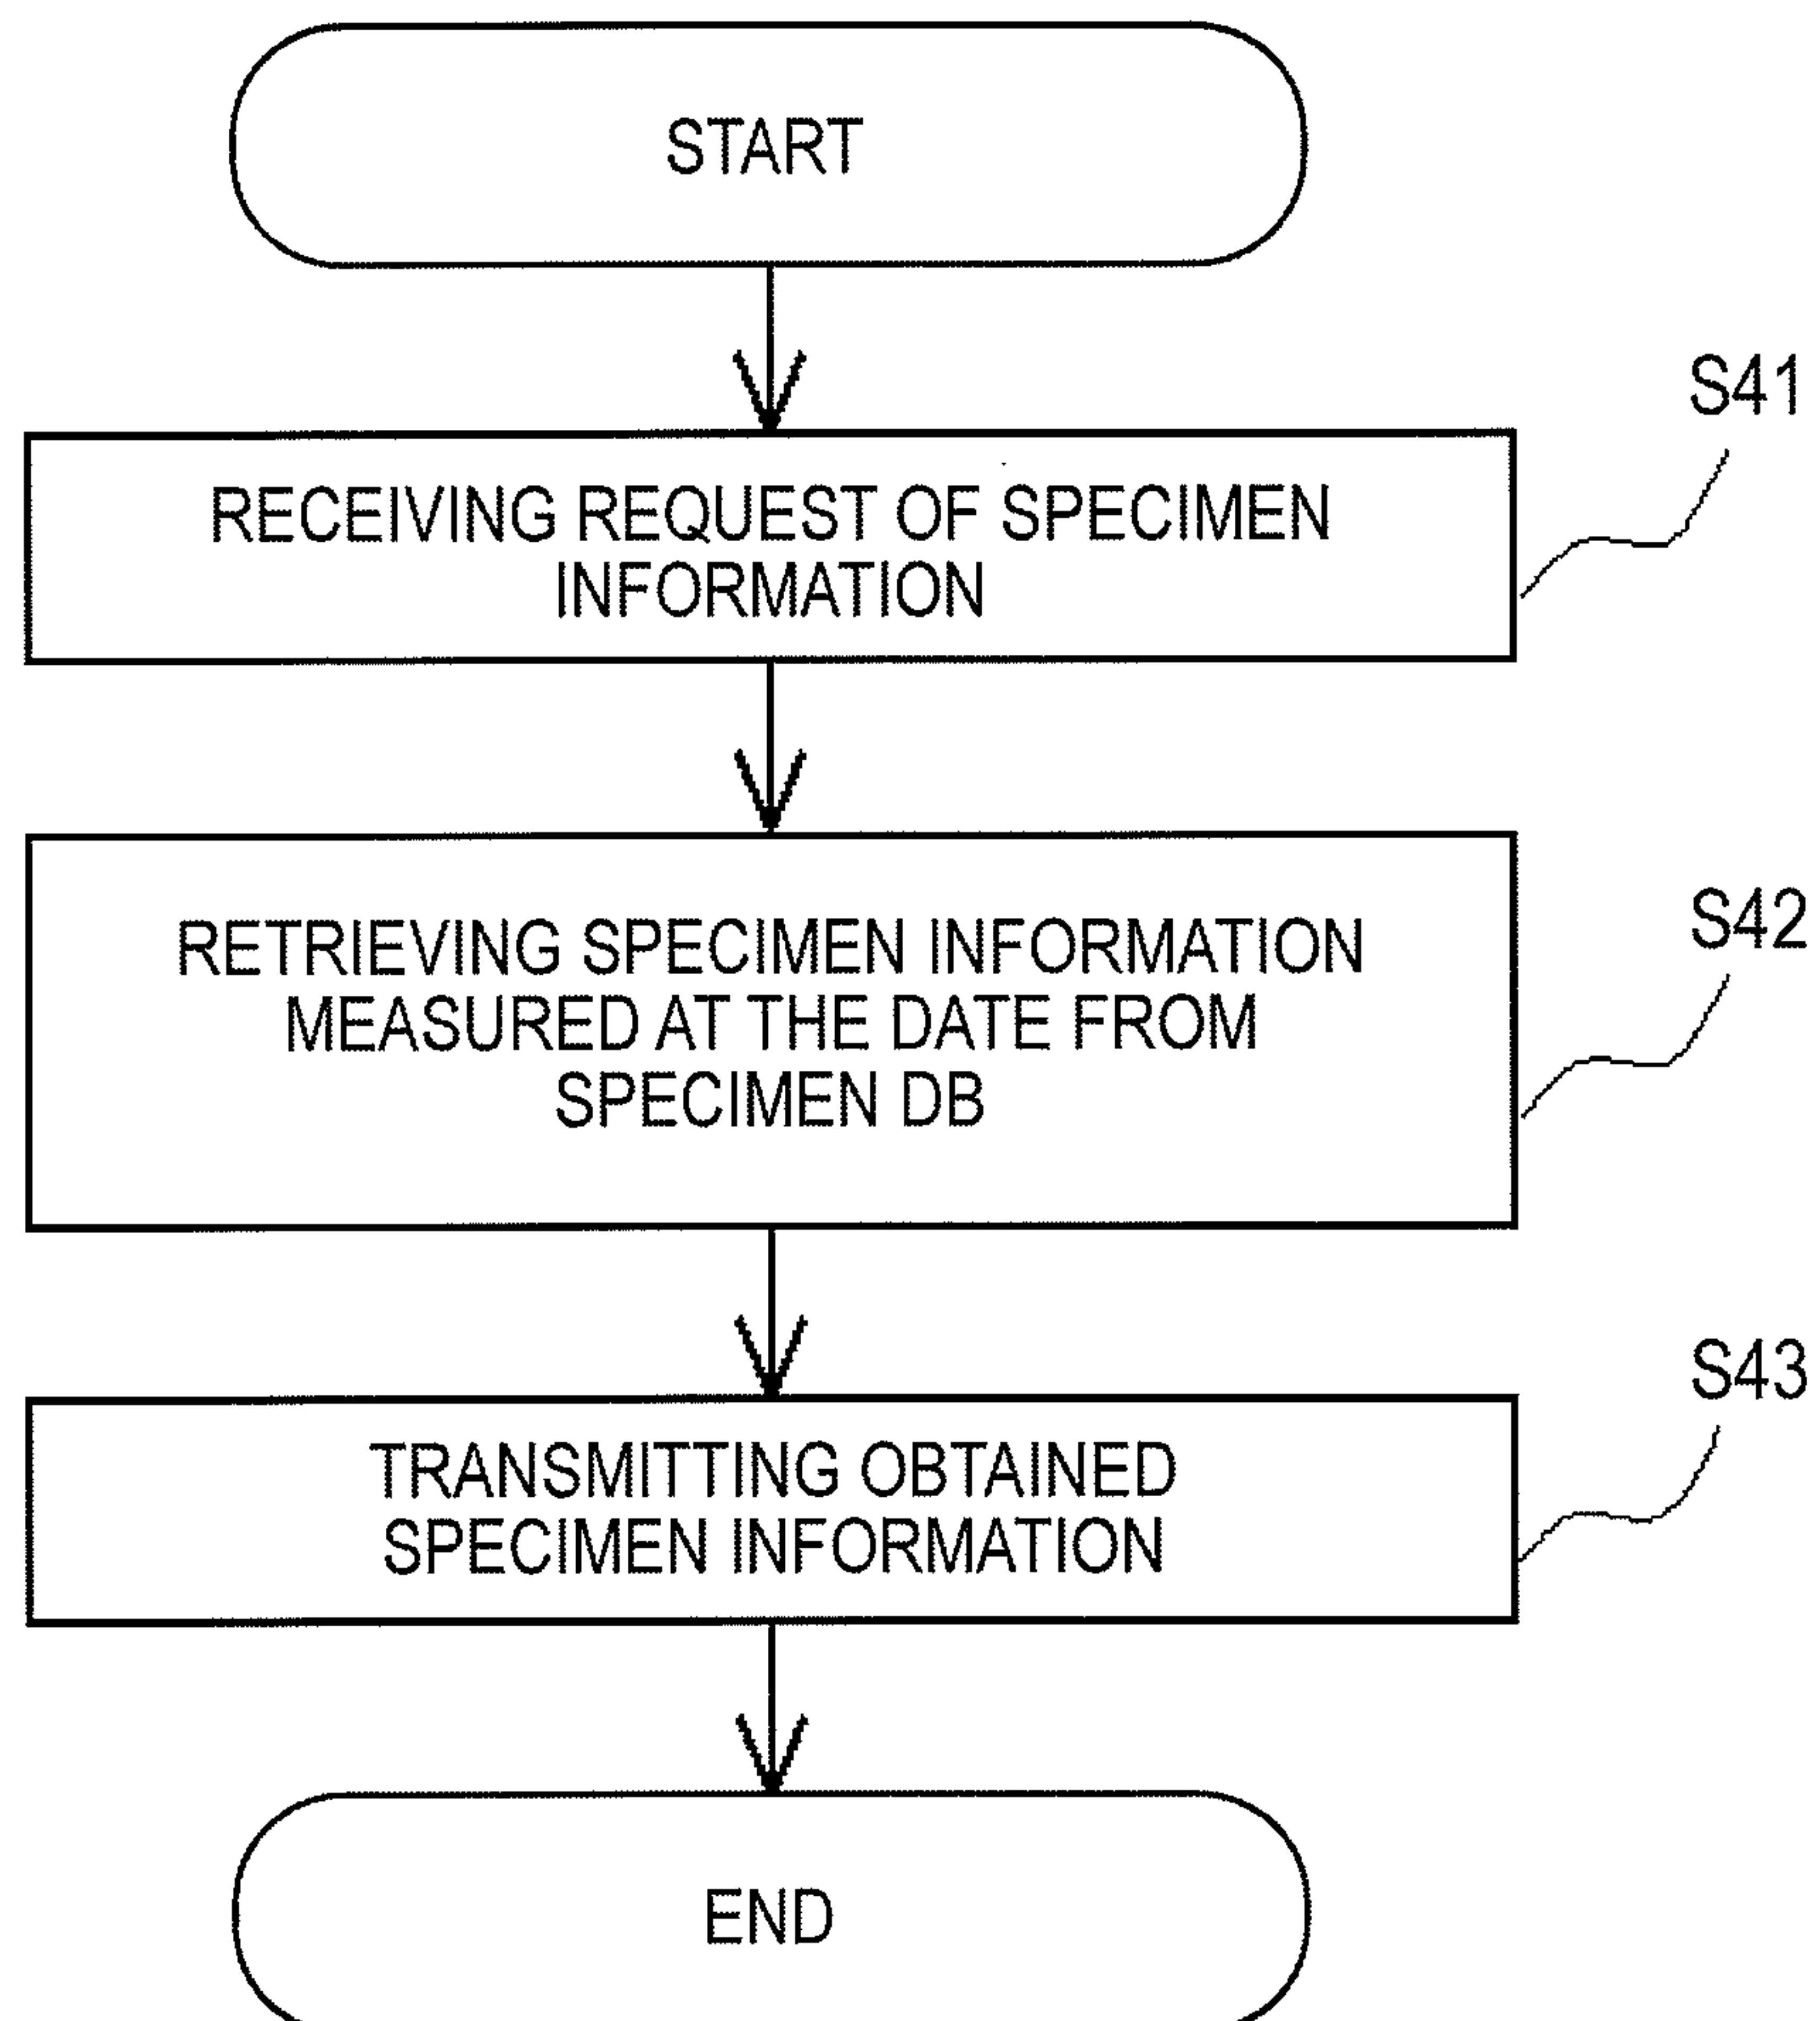 START
S41
RECEIVING REQUEST OF SPECIMEN
INFORMATION
S42
RETRIEVING SPECIMEN INFORMATION
MEASURED AT THE DATE FROM
SPECIMEN DB
S43
TRANSMITTING OBTAINED
SPECIMEN INFORMATION
END